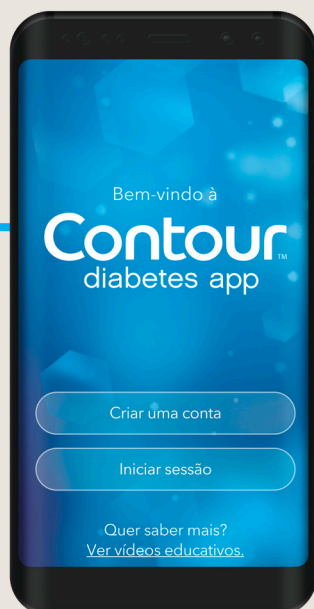 Bem-vindo à
Contour™
diabetes app
Criar uma conta
Iniciar sessão
Quer saber mais?
Ver vídeos educativos.